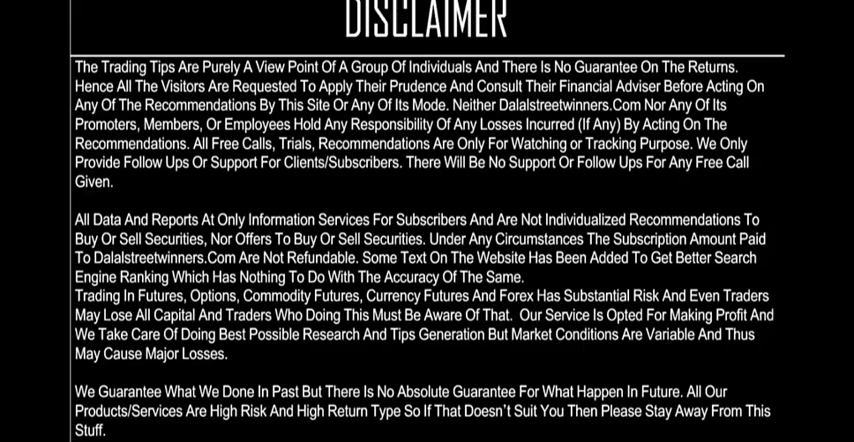 DISCLAIMER
The Trading Tips Are Purely A View Point Of A Group Of Individuals And There Is No Guarantee On The Returns.
Hence All The Visitors Are Requested To Apply Their Prudence And Consult Their Financial Adviser Before Acting On
Any Of The Recommendations By This Site Or Any Of Its Mode. Neither Dalalstreetwinners.Com Nor Any Of Its
Promoters, Members, Or Employees Hold Any Responsibility Of Any Losses Incurred (If Any) By Acting On The
Recommendations. All Free Calls, Trials, Recommendations Are Only For Watching or Tracking Purpose. We Only
Provide Follow Ups Or Support For Clients/Subscribers. There Will Be No Support Or Follow Ups For Any Free Call
Given.
All Data And Reports At Only Information Services For Subscribers And Are Not Individualized Recommendations To
Buy Or Sell Securities, Nor Offers To Buy Or Sell Securities. Under Any Circumstances The Subscription Amount Paid
To Dalalstreetwinners.Com Are Not Refundable. Some Text On The Website Has Been Added To Get Better Search
Engine Ranking Which Has Nothing To Do With The Accuracy Of The Same.
Trading In Futures, Options, Commodity Futures, Currency Futures And Forex Has Substantial Risk And Even Traders
May Lose All Capital And Traders Who Doing This Must Be Aware Of That. Our Service Is Opted For Making Profit And
We Take Care Of Doing Best Possible Research And Tips Generation But Market Conditions Are Variable And Thus
May Cause Major Losses.
We Guarantee What We Done In Past But There Is No Absolute Guarantee For What Happen In Future. All Our
Products/Services Are High Risk And High Return Type So If That Doesn't Suit You Then Please Stay Away From This
Stuff.